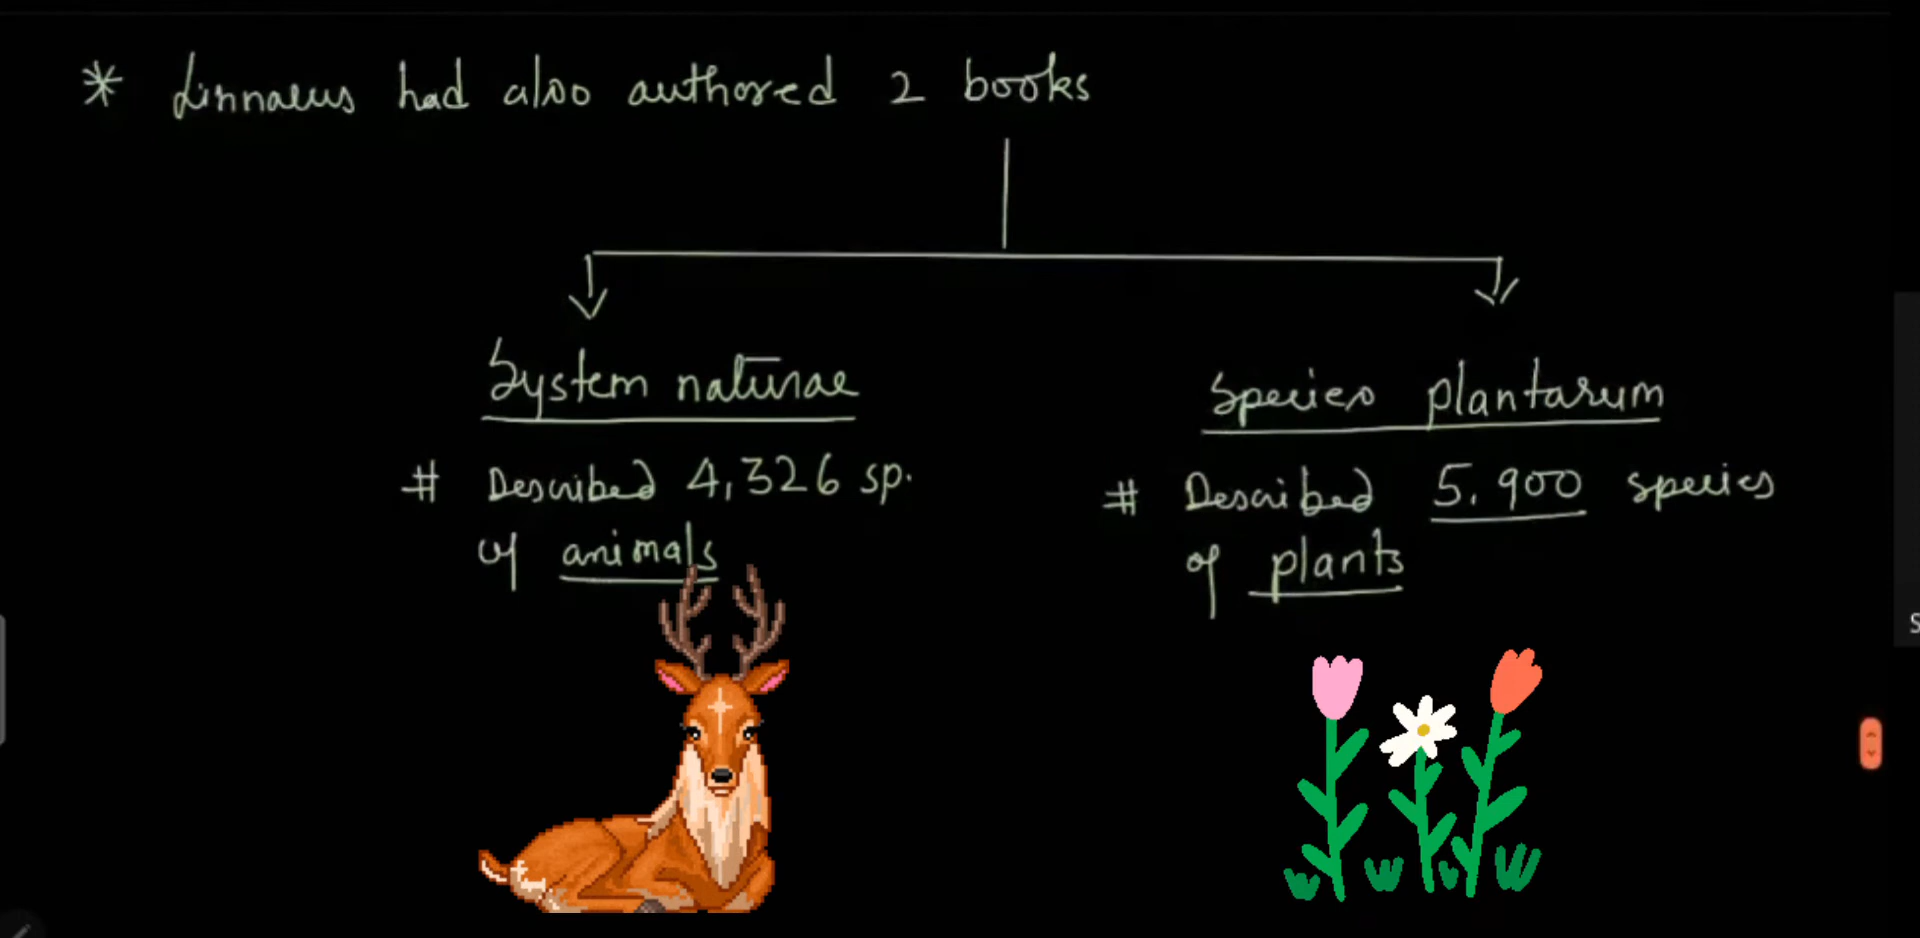 * Linnaeus had also authored 2 books
System naturae
# Described 4,326 sp.
of animals
Species plantarum
# Described 5,900 species
of plants
S